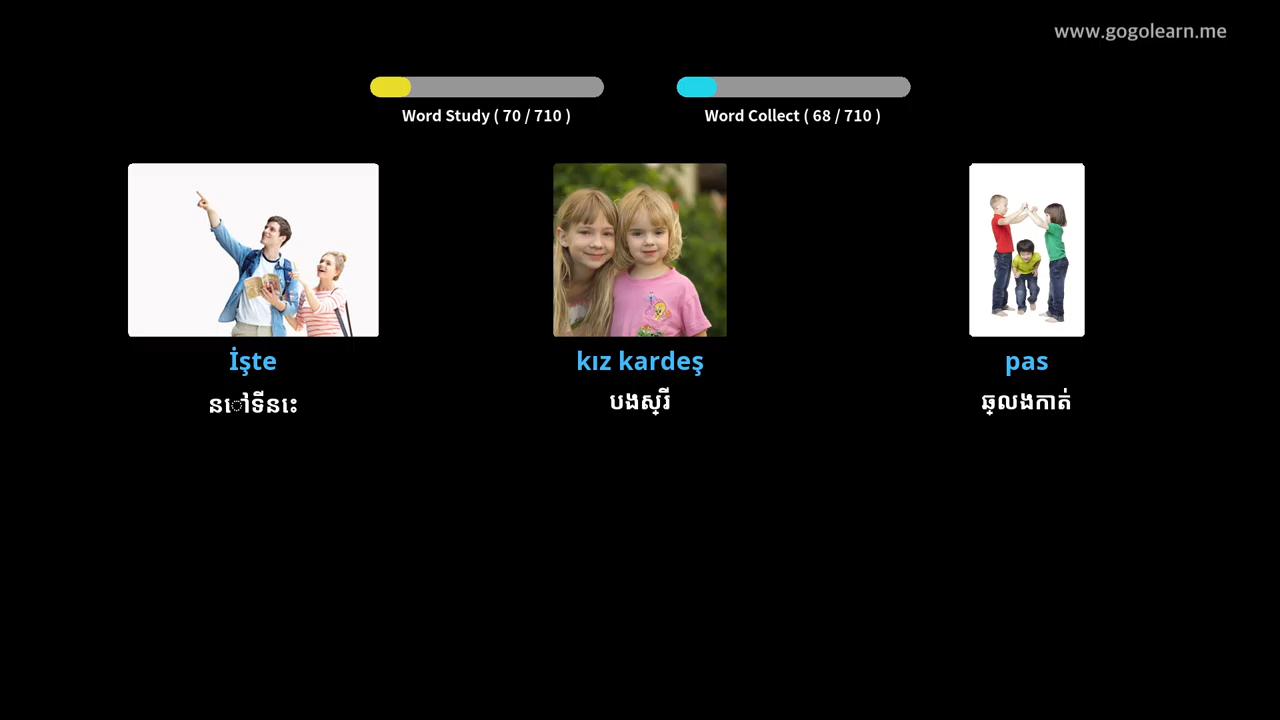 www.gogolearn.me
Word Study ( 70 / 710 )
Word Collect ( 68 / 710 )
İşte
kız kardeş
pas
នៅទីនេះ
បងស្រី
ឆ្លងកាត់